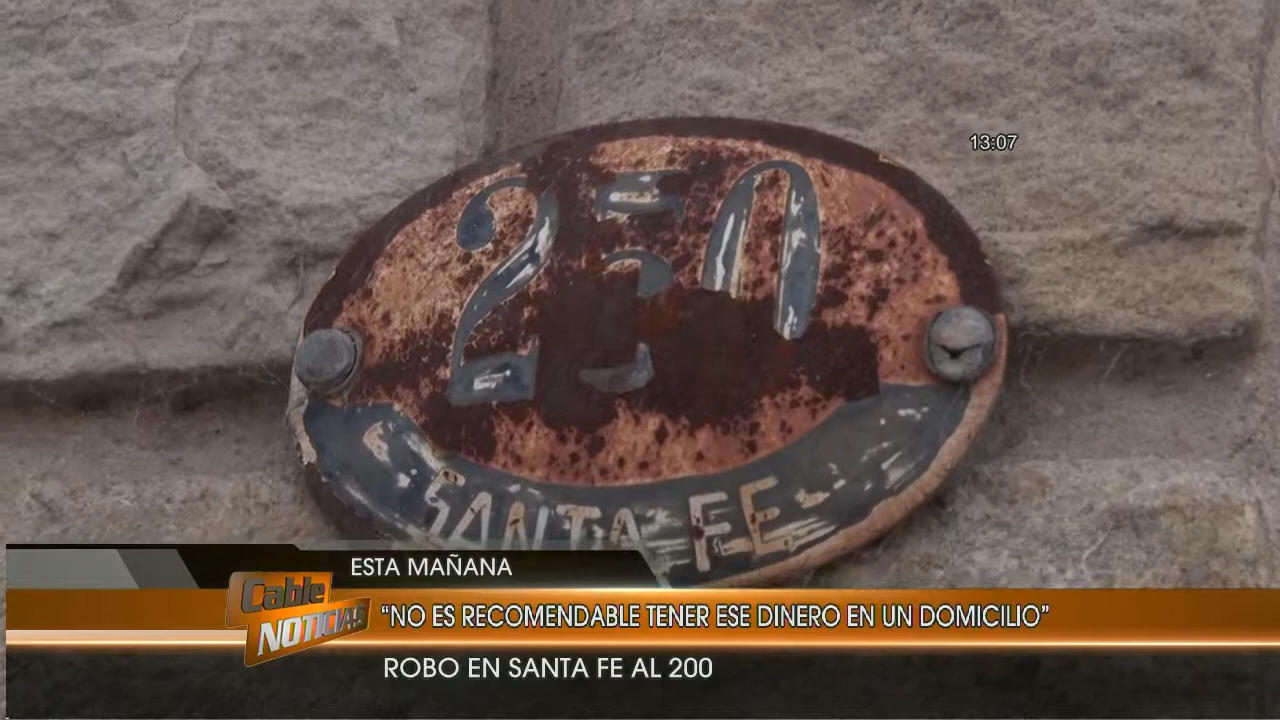 13:07
250
SANTA FE
ESTA MAÑANA
Cable
NOTICIAS
“NO ES RECOMENDABLE TENER ESE DINERO EN UN DOMICILIO”
ROBO EN SANTA FE AL 200